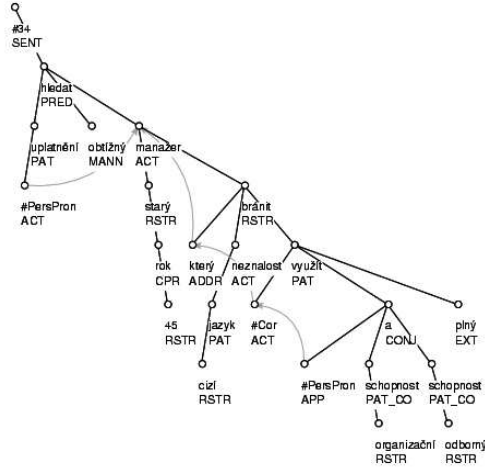 #34
SENT
hledat
PRED
uplatnění
PAT
obtížný
MANN
manažer
ACT
#PersPron
ACT
starý
RSTR
bránit
RSTR
rok
CPR
který
ADDR
neznalost
ACT
využít
PAT
45
RSTR
jazyk
PAT
#Cor
ACT
a
CONJ
plný
EXT
cizí
RSTR
#PersPron
APP
schopnost
PAT_CO
schopnost
PAT_CO
organizační
RSTR
odborný
RSTR